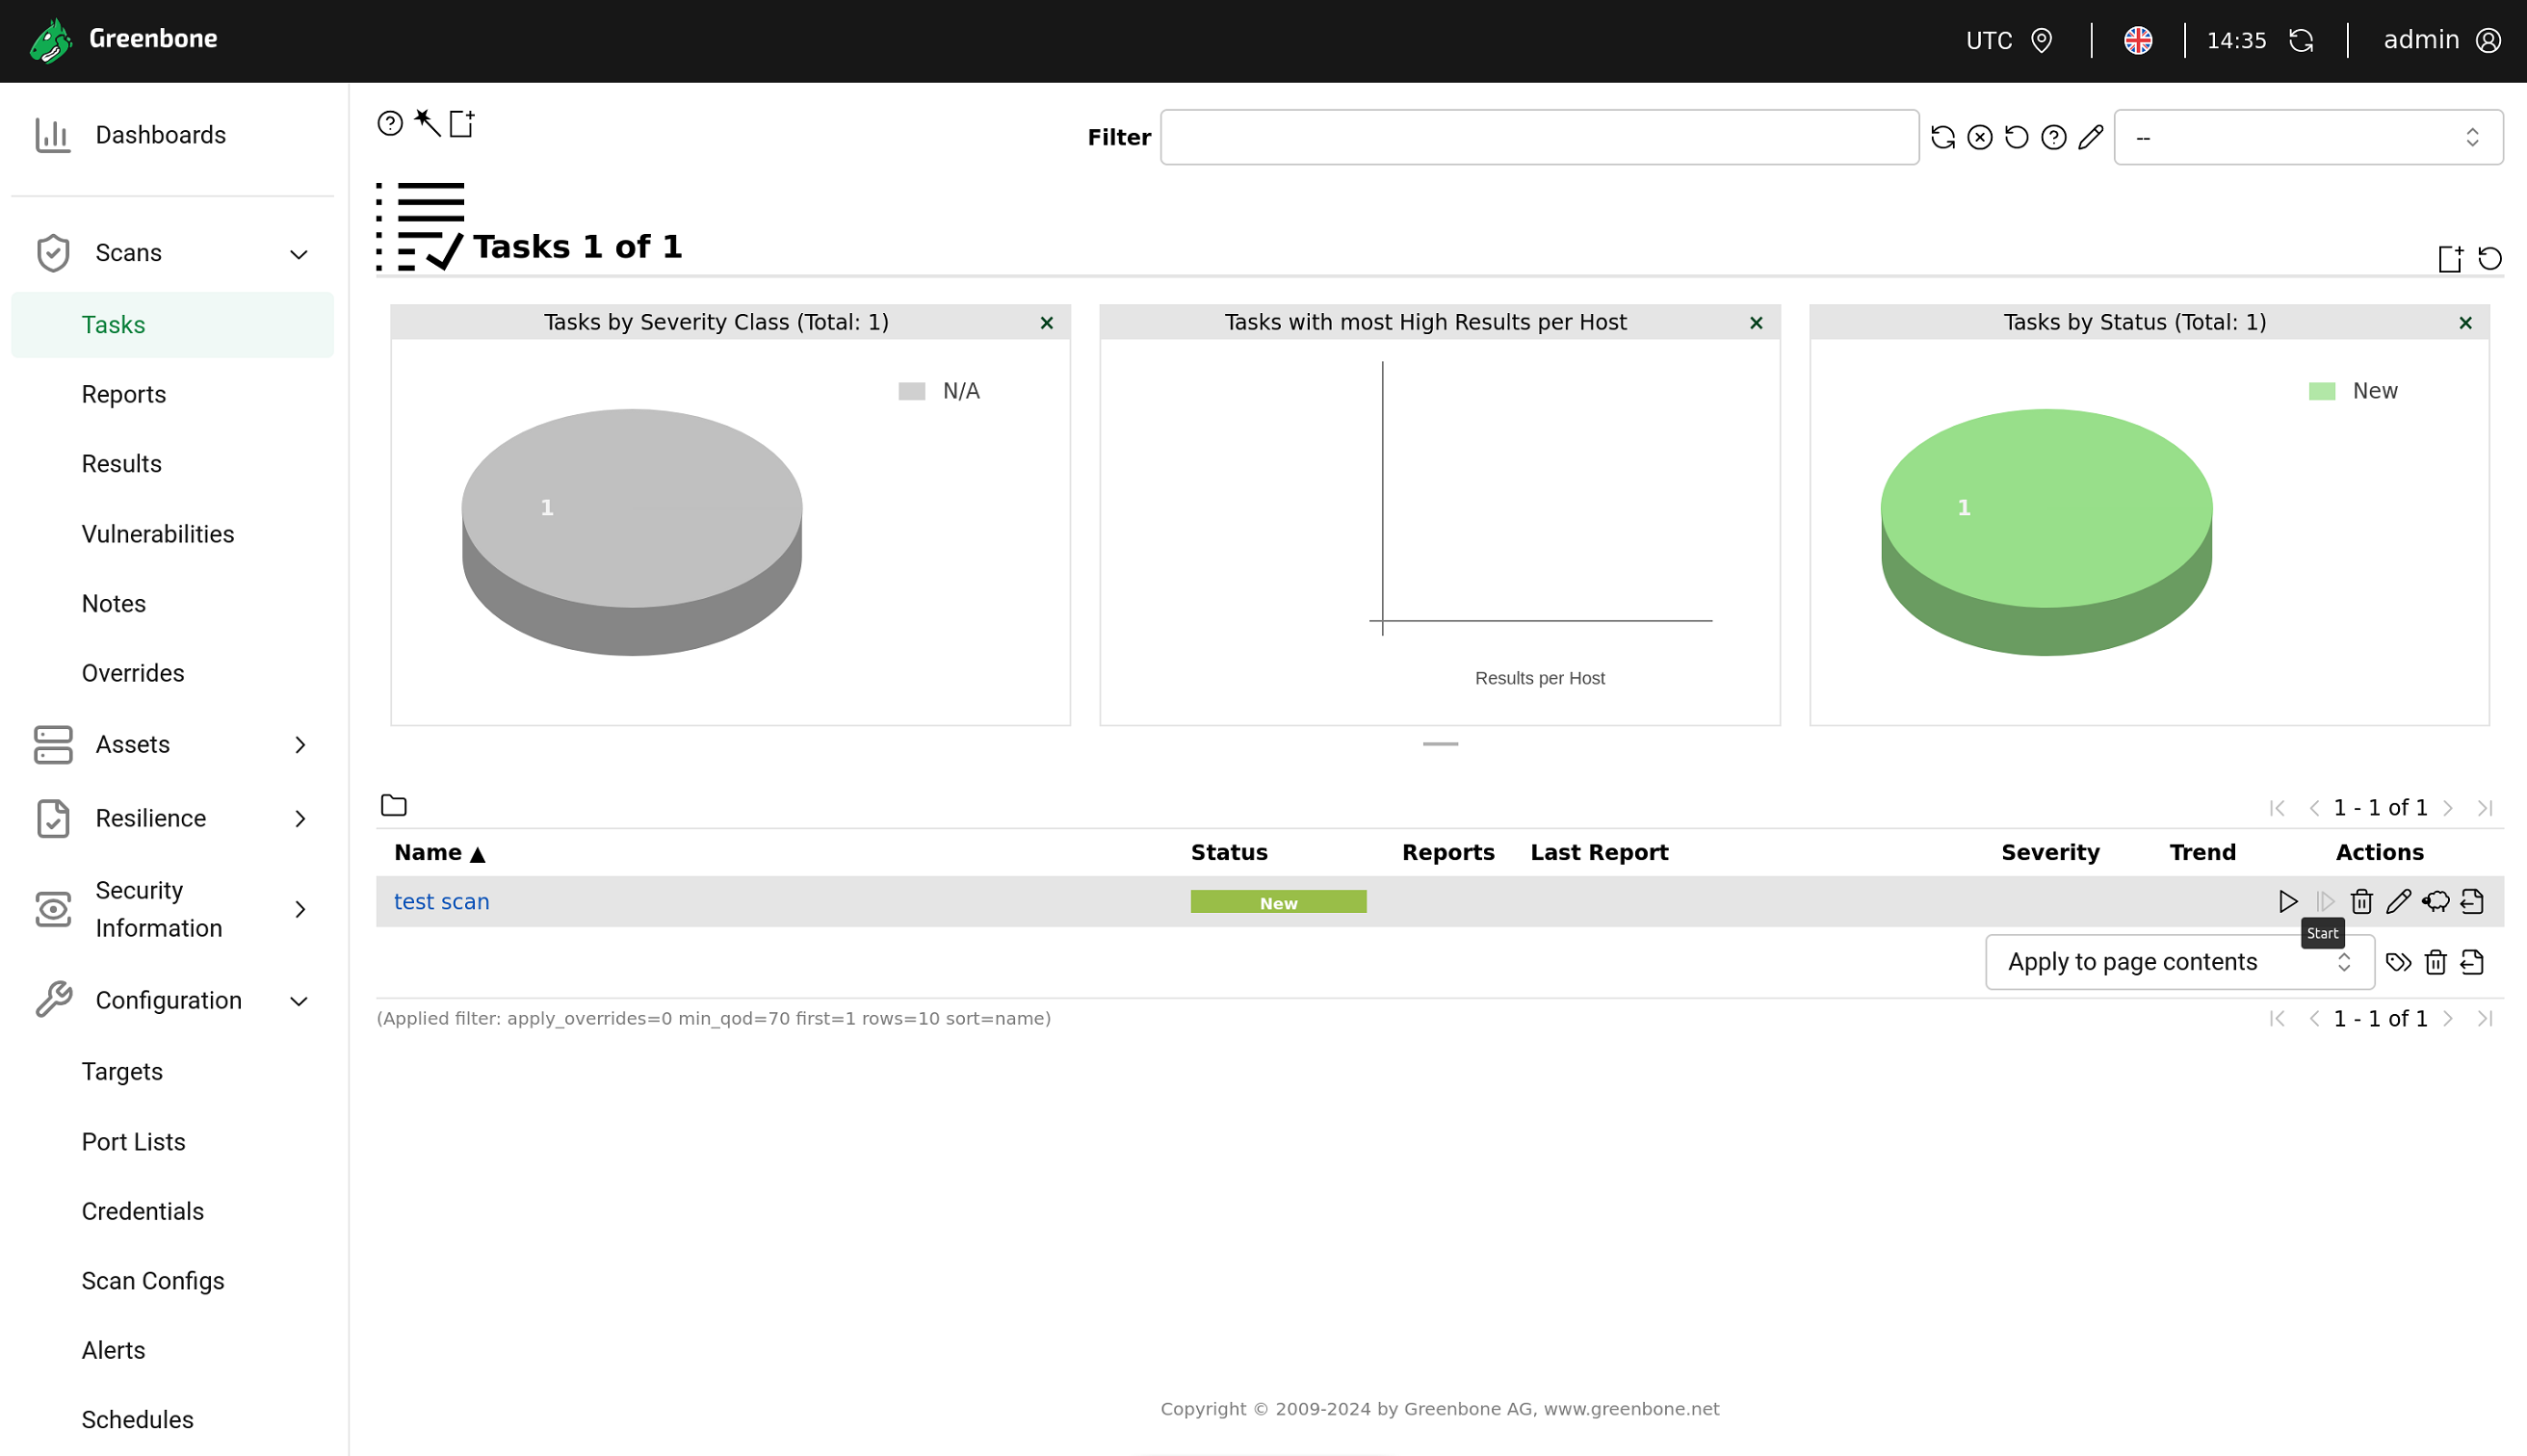 Greenbone
UTC
14:35
admin
Dashboards
Scans
Tasks
Reports
Results
Vulnerabilities
Notes
Overrides
Assets
Resilience
Security
Information
Configuration
Targets
Port Lists
Credentials
Scan Configs
Alerts
Schedules
Filter
--
Tasks 1 of 1
Tasks by Severity Class (Total: 1)
N/A
1
Tasks with most High Results per Host
Results per Host
Tasks by Status (Total: 1)
New
1
1 - 1 of 1
Name ▲ Status Reports Last Report Severity Trend Actions
test scan New
Start
Apply to page contents
(Applied filter: apply_overrides=0 min_qod=70 first=1 rows=10 sort=name)
1 - 1 of 1
Copyright © 2009-2024 by Greenbone AG, www.greenbone.net